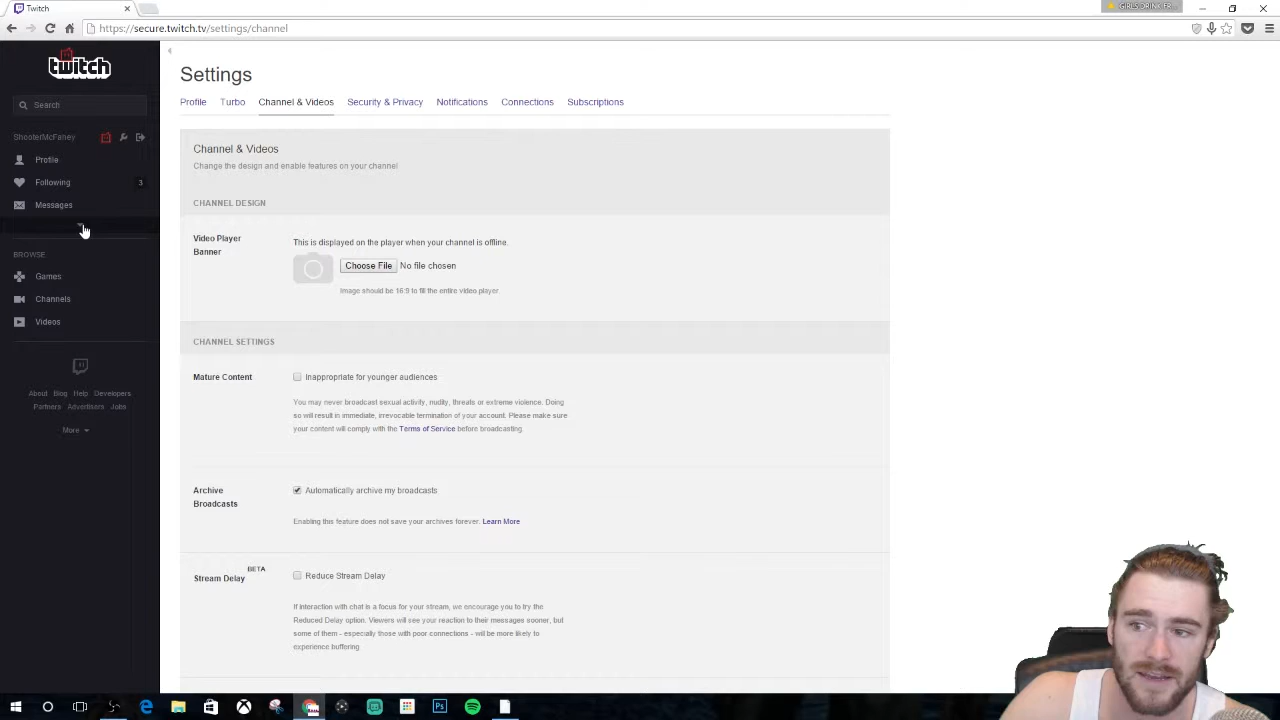 Twitch
GIRLS DRINK ER
https://secure.twitch.tv/settings/channel
twitch
Search
ShooterMcFaney
Profile
Following
3
Messages
BROWSE
Games
Channels
Videos
About Blog Help Developers
Partners Advertisers Jobs
More
Settings
Profile Turbo Channel & Videos Security & Privacy Notifications Connections Subscriptions
Channel & Videos
Change the design and enable features on your channel
CHANNEL DESIGN
Video Player
Banner
This is displayed on the player when your channel is offline.
Choose File No file chosen
Image should be 16:9 to fill the entire video player.
CHANNEL SETTINGS
Mature Content
Inappropriate for younger audiences
You may never broadcast sexual activity, nudity, threats or extreme violence. Doing
so will result in immediate, irrevocable termination of your account. Please make sure
your content will comply with the Terms of Service before broadcasting.
Archive
Broadcasts
Automatically archive my broadcasts
Enabling this feature does not save your archives forever. Learn More
BETA
Stream Delay
Reduce Stream Delay
If interaction with chat is a focus for your stream, we encourage you to try the
Reduced Delay option. Viewers will see your reaction to their messages sooner, but
some of them - especially those with poor connections - will be more likely to
experience buffering